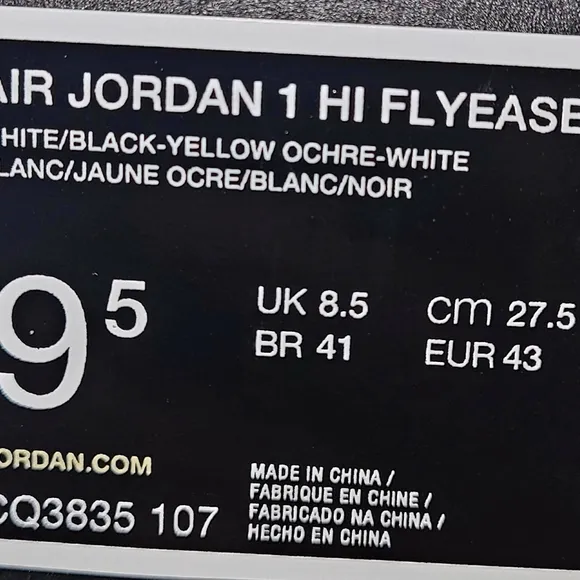 AIR JORDAN 1 HI FLYEASE
HITE/BLACK-YELLOW OCHRE-WHITE
LANC/JAUNE OCRE/BLANC/NOIR
9⁵
UK 8.5 cm 27.5
BR 41 EUR 43
ORDAN.COM
MADE IN CHINA /
FABRIQUE EN CHINE /
FABRICADO NA CHINA /
HECHO EN CHINA
CQ3835 107